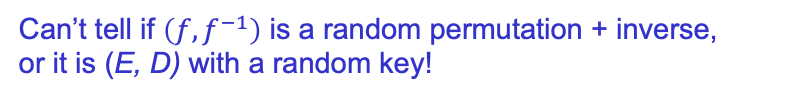 Can't tell if (f, f⁻¹) is a random permutation + inverse,
or it is (E, D) with a random key!